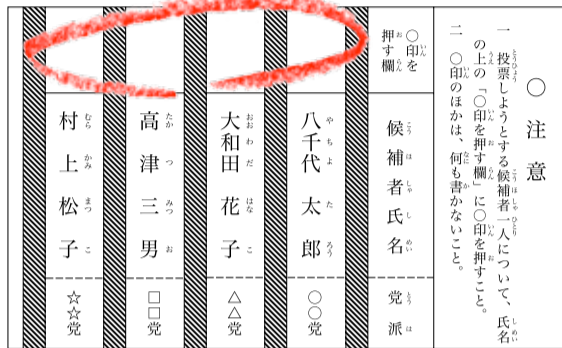 ○注意
一 投票しようとする候補者一人について、氏名
の上の「○印を押す欄」に○印を押すこと。
二 ○印のほかは、何も書かないこと。
○印を
押す欄
候補者氏名
党派
八千代太郎
○○党
大和田花子
△△党
高津三男
□□党
村上松子
☆☆党